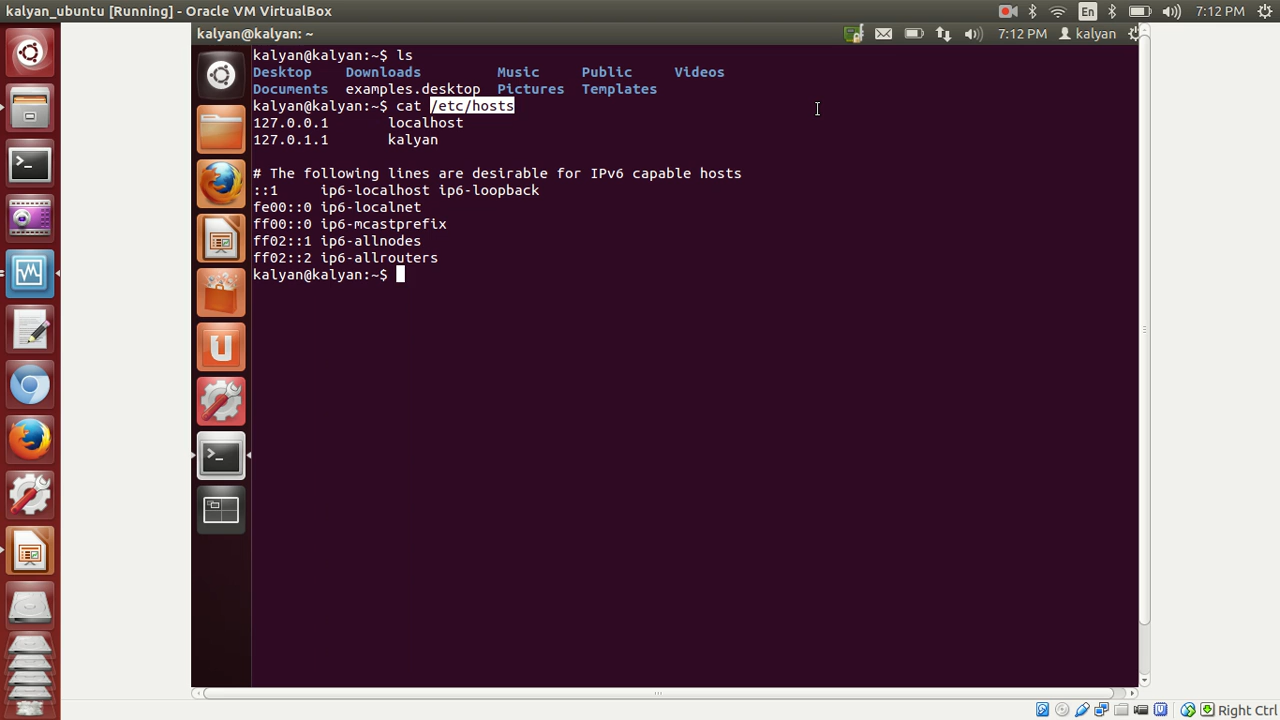 kalyan_ubuntu [Running] - Oracle VM VirtualBox
En
7:12 PM
kalyan@kalyan: ~
7:12 PM
kalyan
kalyan@kalyan:~$ ls
Desktop Downloads Music Public Videos
Documents examples.desktop Pictures Templates
kalyan@kalyan:~$ cat /etc/hosts
127.0.0.1 localhost
127.0.1.1 kalyan
# The following lines are desirable for IPv6 capable hosts
::1 ip6-localhost ip6-loopback
fe00::0 ip6-localnet
ff00::0 ip6-mcastprefix
ff02::1 ip6-allnodes
ff02::2 ip6-allrouters
kalyan@kalyan:~$
Right Ctrl